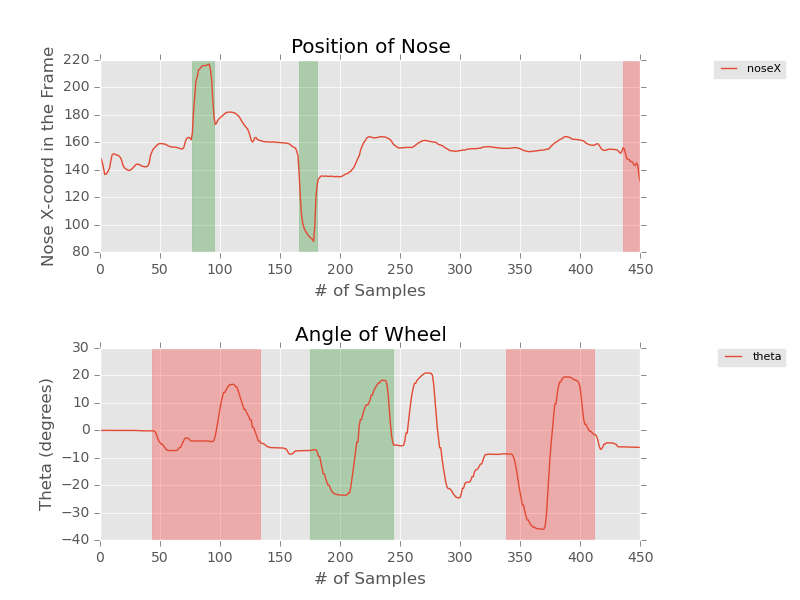 Position of Nose
Nose X-coord in the Frame
220
200
180
160
140
120
100
80
0 50 100 150 200 250 300 350 400 450
# of Samples
noseX
Angle of Wheel
Theta (degrees)
30
20
10
0
−10
−20
−30
−40
0 50 100 150 200 250 300 350 400 450
# of Samples
theta